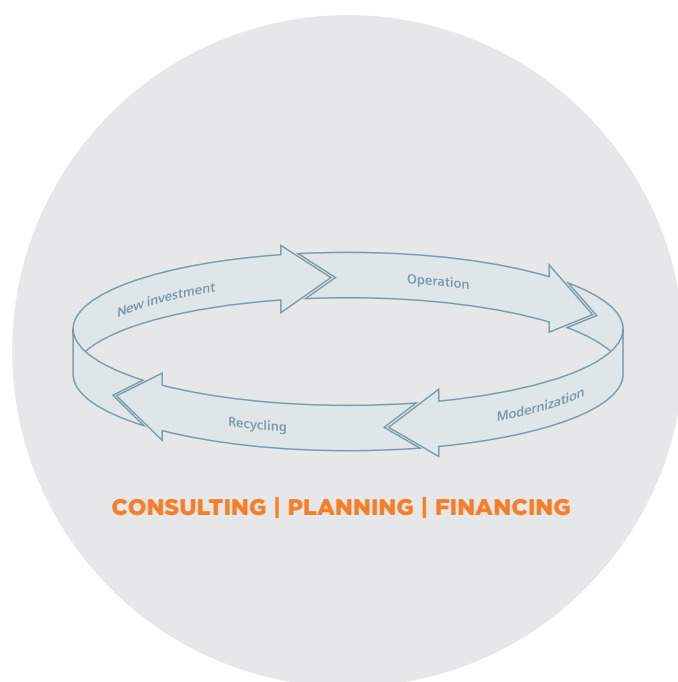 New investment
Operation
Modernization
Recycling
CONSULTING | PLANNING | FINANCING